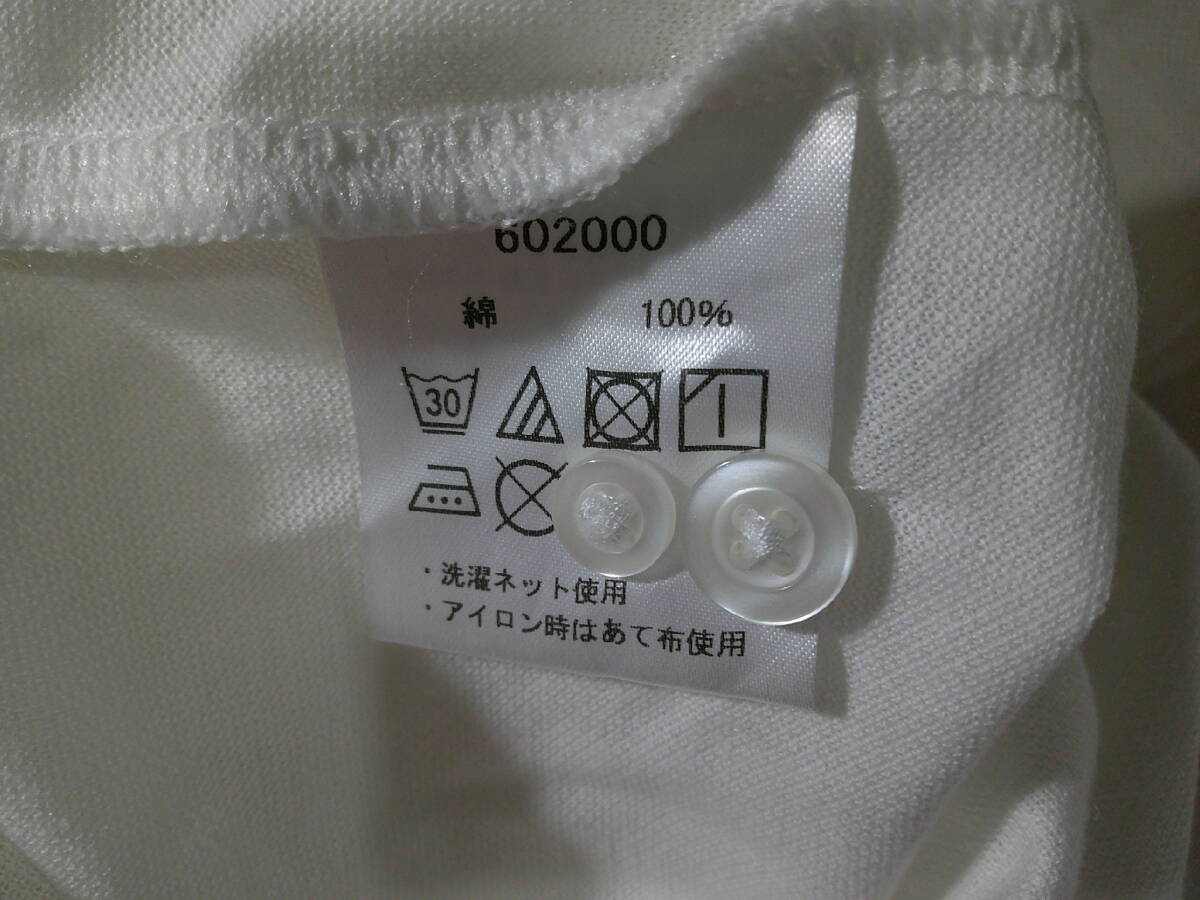 602000
綿 100%
30
・洗濯ネット使用
・アイロン時はあて布使用